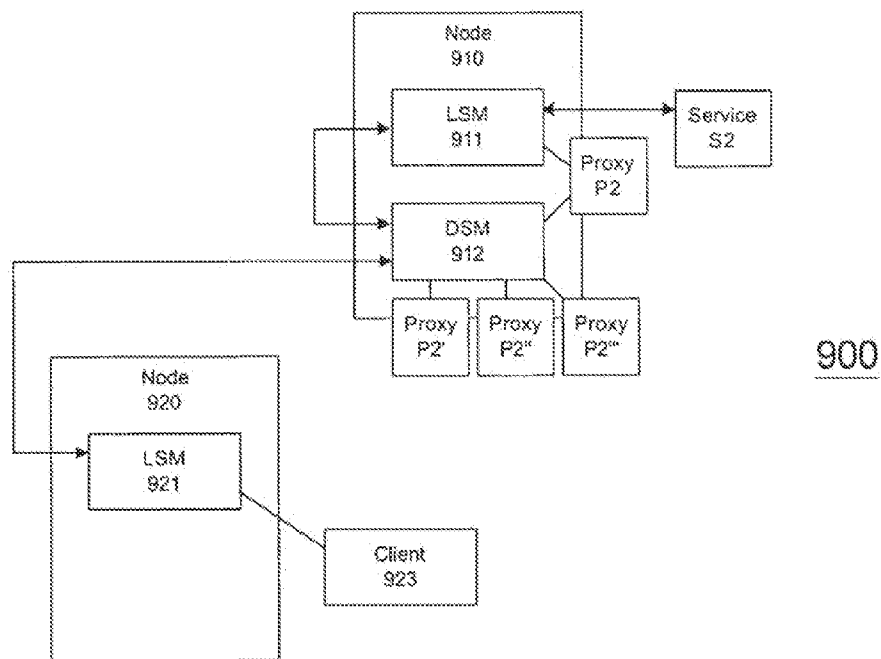 Node
910
LSM
911
Service
S2
Proxy
P2
DSM
912
Proxy
P2'
Proxy
P2"
Proxy
P2"'
900
Node
920
LSM
921
Client
923